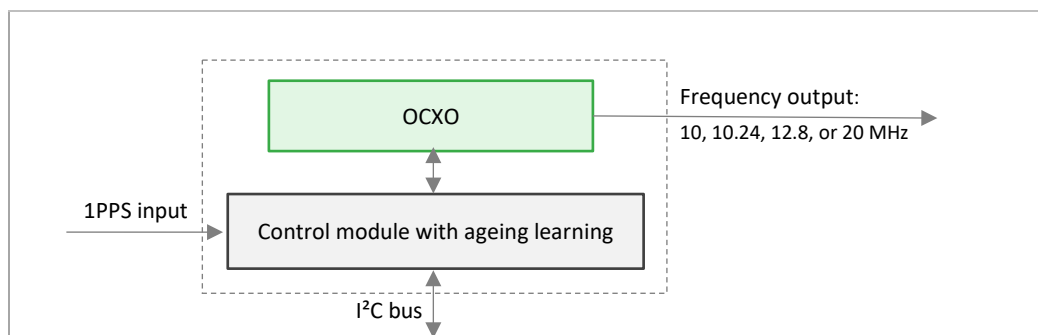 OCXO
Frequency output:
10, 10.24, 12.8, or 20 MHz
1PPS input
Control module with ageing learning
I²C bus